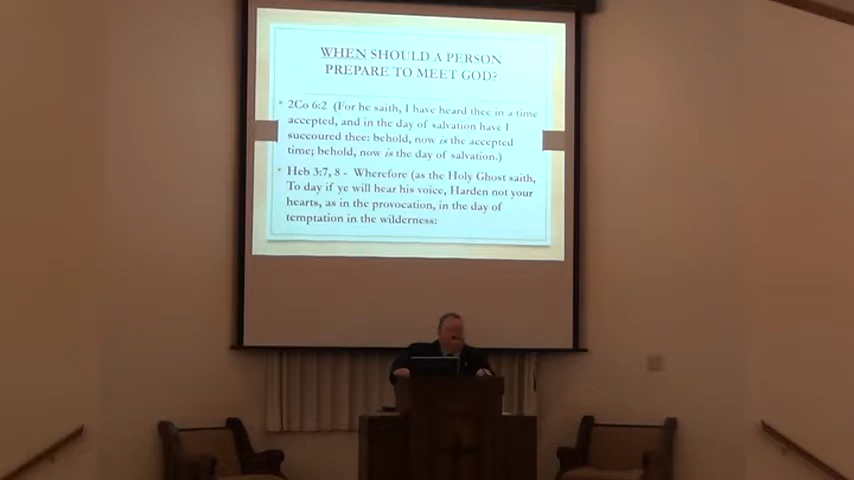 WHEN SHOULD A PERSON
PREPARE TO MEET GOD?
* 2Co 6:2 (For he saith, I have heard thee in a time
accepted, and in the day of salvation have I
succoured thee: behold, now is the accepted
time; behold, now is the day of salvation.)
* Heb 3:7, 8 - Wherefore (as the Holy Ghost saith,
To day if ye will hear his voice, Harden not your
hearts, as in the provocation, in the day of
temptation in the wilderness: